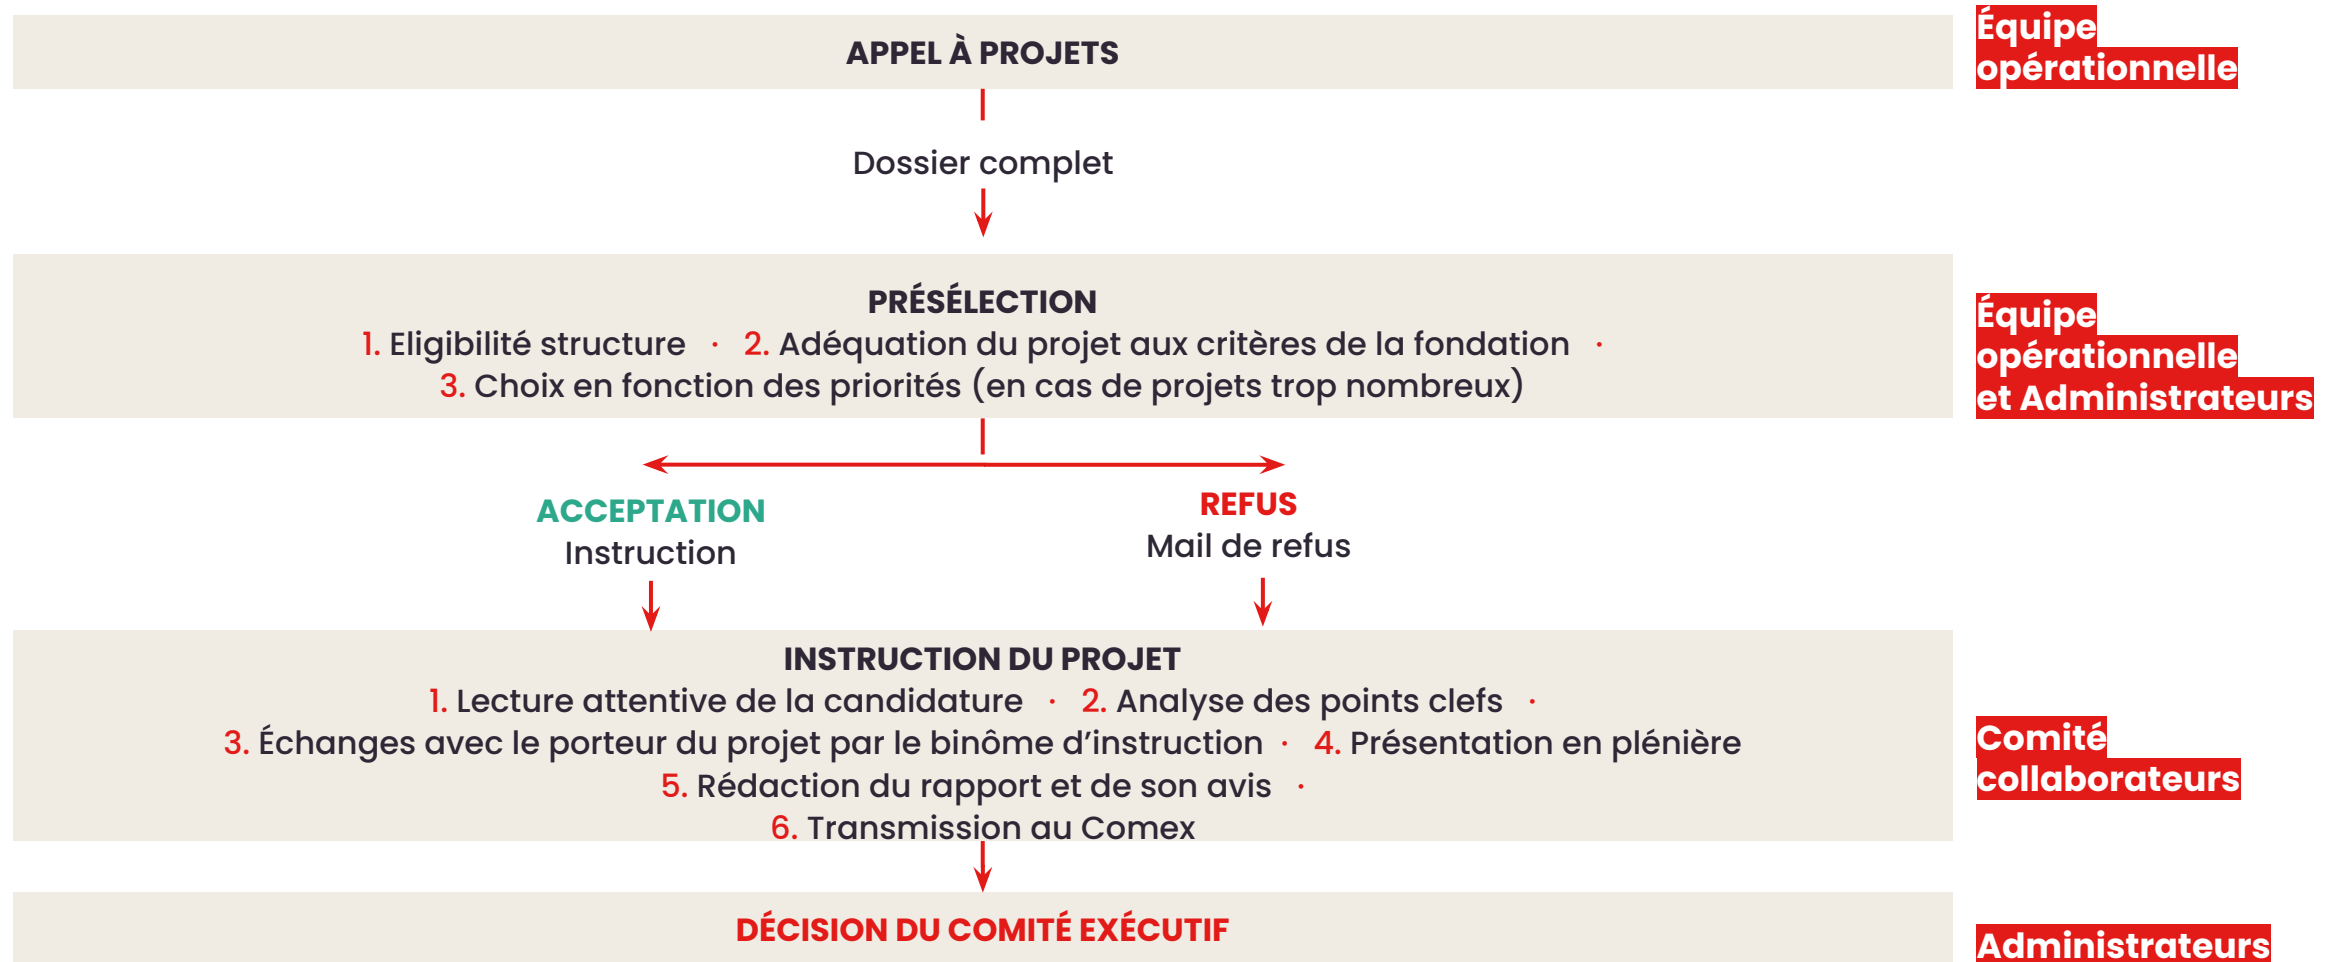 APPEL À PROJETS
Équipe
opérationnelle
Dossier complet
PRÉSÉLECTION
1. Eligibilité structure · 2. Adéquation du projet aux critères de la fondation ·
3. Choix en fonction des priorités (en cas de projets trop nombreux)
Équipe
opérationnelle
et Administrateurs
ACCEPTATION
Instruction
REFUS
Mail de refus
INSTRUCTION DU PROJET
1. Lecture attentive de la candidature · 2. Analyse des points clefs ·
3. Échanges avec le porteur du projet par le binôme d’instruction · 4. Présentation en plénière
5. Rédaction du rapport et de son avis ·
6. Transmission au Comex
Comité
collaborateurs
DÉCISION DU COMITÉ EXÉCUTIF
Administrateurs